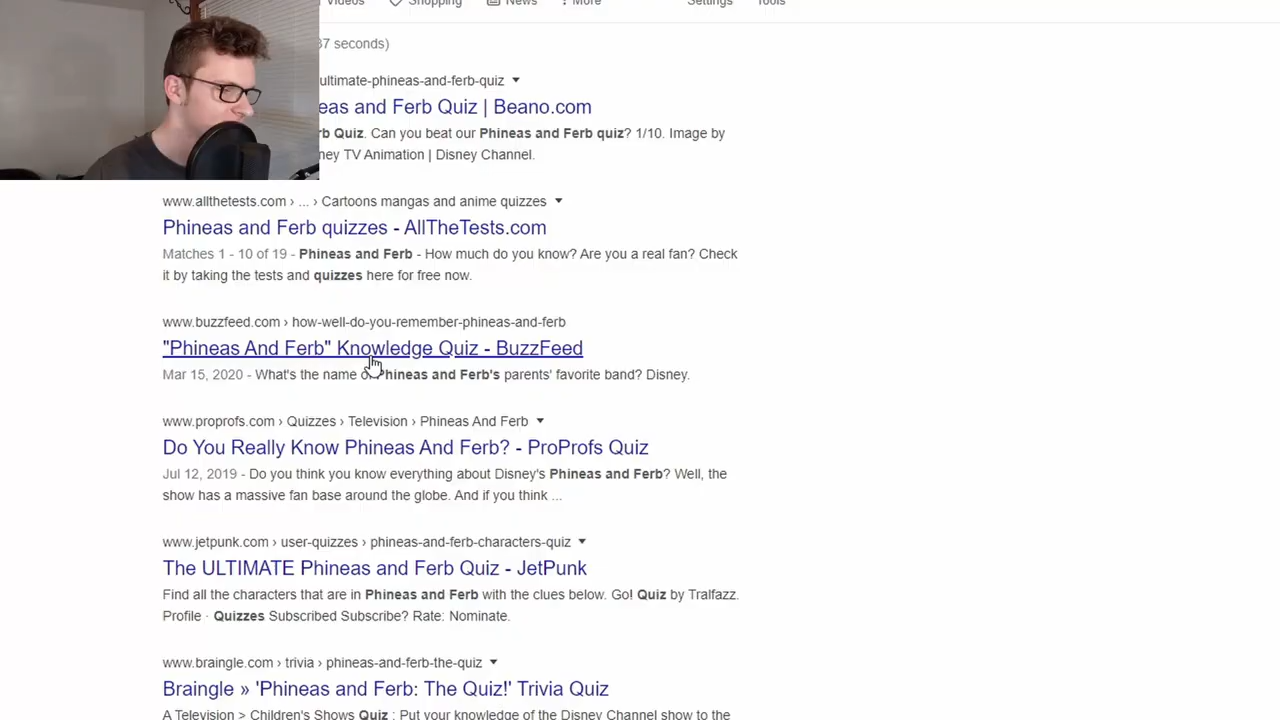 Videos Shopping News More Settings Tools
37 seconds)
ultimate-phineas-and-ferb-quiz
eas and Ferb Quiz | Beano.com
rb Quiz. Can you beat our Phineas and Ferb quiz? 1/10. Image by
ney TV Animation | Disney Channel.
www.allthetests.com › ... › Cartoons mangas and anime quizzes
Phineas and Ferb quizzes - AllTheTests.com
Matches 1 - 10 of 19 - Phineas and Ferb - How much do you know? Are you a real fan? Check
it by taking the tests and quizzes here for free now.
www.buzzfeed.com › how-well-do-you-remember-phineas-and-ferb
"Phineas And Ferb" Knowledge Quiz - BuzzFeed
Mar 15, 2020 - What's the name of Phineas and Ferb's parents' favorite band? Disney.
www.proprofs.com › Quizzes › Television › Phineas And Ferb
Do You Really Know Phineas And Ferb? - ProProfs Quiz
Jul 12, 2019 - Do you think you know everything about Disney's Phineas and Ferb? Well, the
show has a massive fan base around the globe. And if you think ...
www.jetpunk.com › user-quizzes › phineas-and-ferb-characters-quiz
The ULTIMATE Phineas and Ferb Quiz - JetPunk
Find all the characters that are in Phineas and Ferb with the clues below. Go! Quiz by Tralfazz.
Profile · Quizzes Subscribed Subscribe? Rate: Nominate.
www.braingle.com › trivia › phineas-and-ferb-the-quiz
Braingle » 'Phineas and Ferb: The Quiz!' Trivia Quiz
A Television > Children's Shows Quiz : Put your knowledge of the Disney Channel show to the